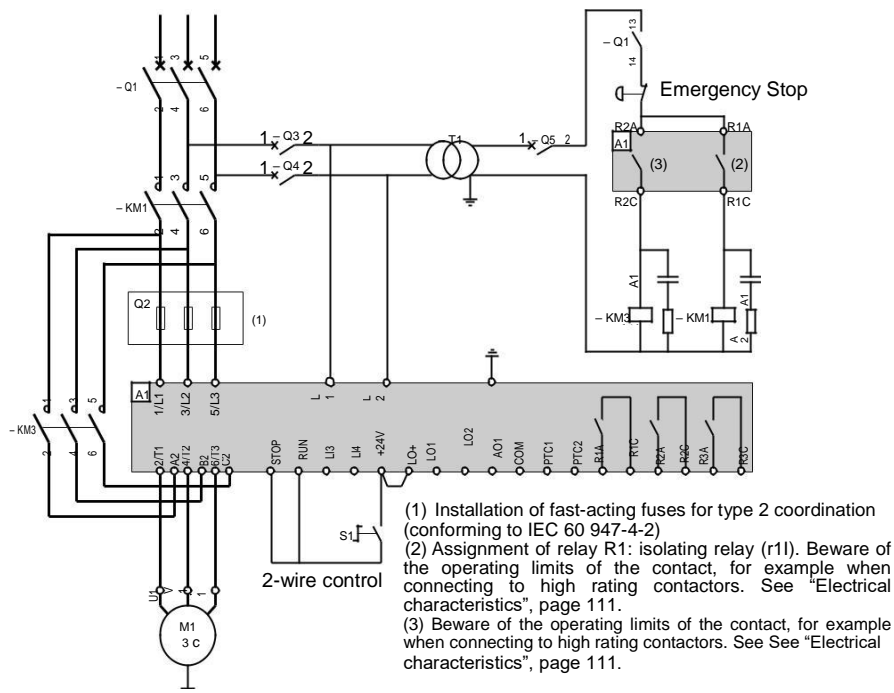 13
– Q1
14
1 3 5
– Q1
2 4 6
Emergency Stop
1 – Q3 2
T1
1 – Q5 2
R2A R1A
A1
(3) (2)
1 – Q4 2
1 3 5
– KM1
2 4 6
R2C R1C
A1 A1
– KM3 – KM1
A 2
Q2
(1)
A1
1/L1 3/L2 5/L3 L 1 L 2
1 3 5
– KM3
2 4 6
2/T1 A2 4/T2 B2 6/T3 C2
STOP RUN LI3 LI4 +24V LO+ LO1 LO2 AO1 COM PTC1 PTC2 R1A R1C R2A R2C R3A R3C
S1
2-wire control
(1) Installation of fast-acting fuses for type 2 coordination
(conforming to IEC 60 947-4-2)
(2) Assignment of relay R1: isolating relay (r1I). Beware of
the operating limits of the contact, for example when
connecting to high rating contactors. See “Electrical
characteristics”, page 111.
(3) Beware of the operating limits of the contact, for example
when connecting to high rating contactors. See See “Electrical
characteristics”, page 111.
U1 V 1 1
M1
3 c